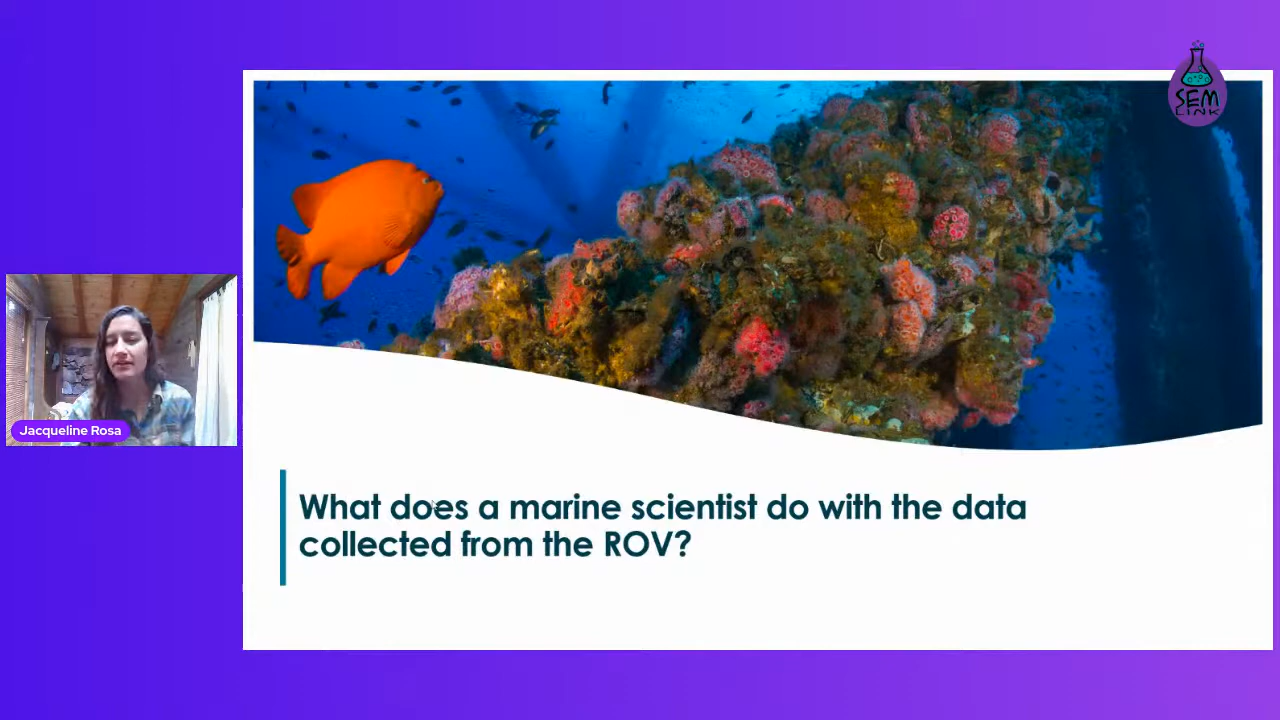 SEM
LINK
Jacqueline Rosa
What does a marine scientist do with the data
collected from the ROV?